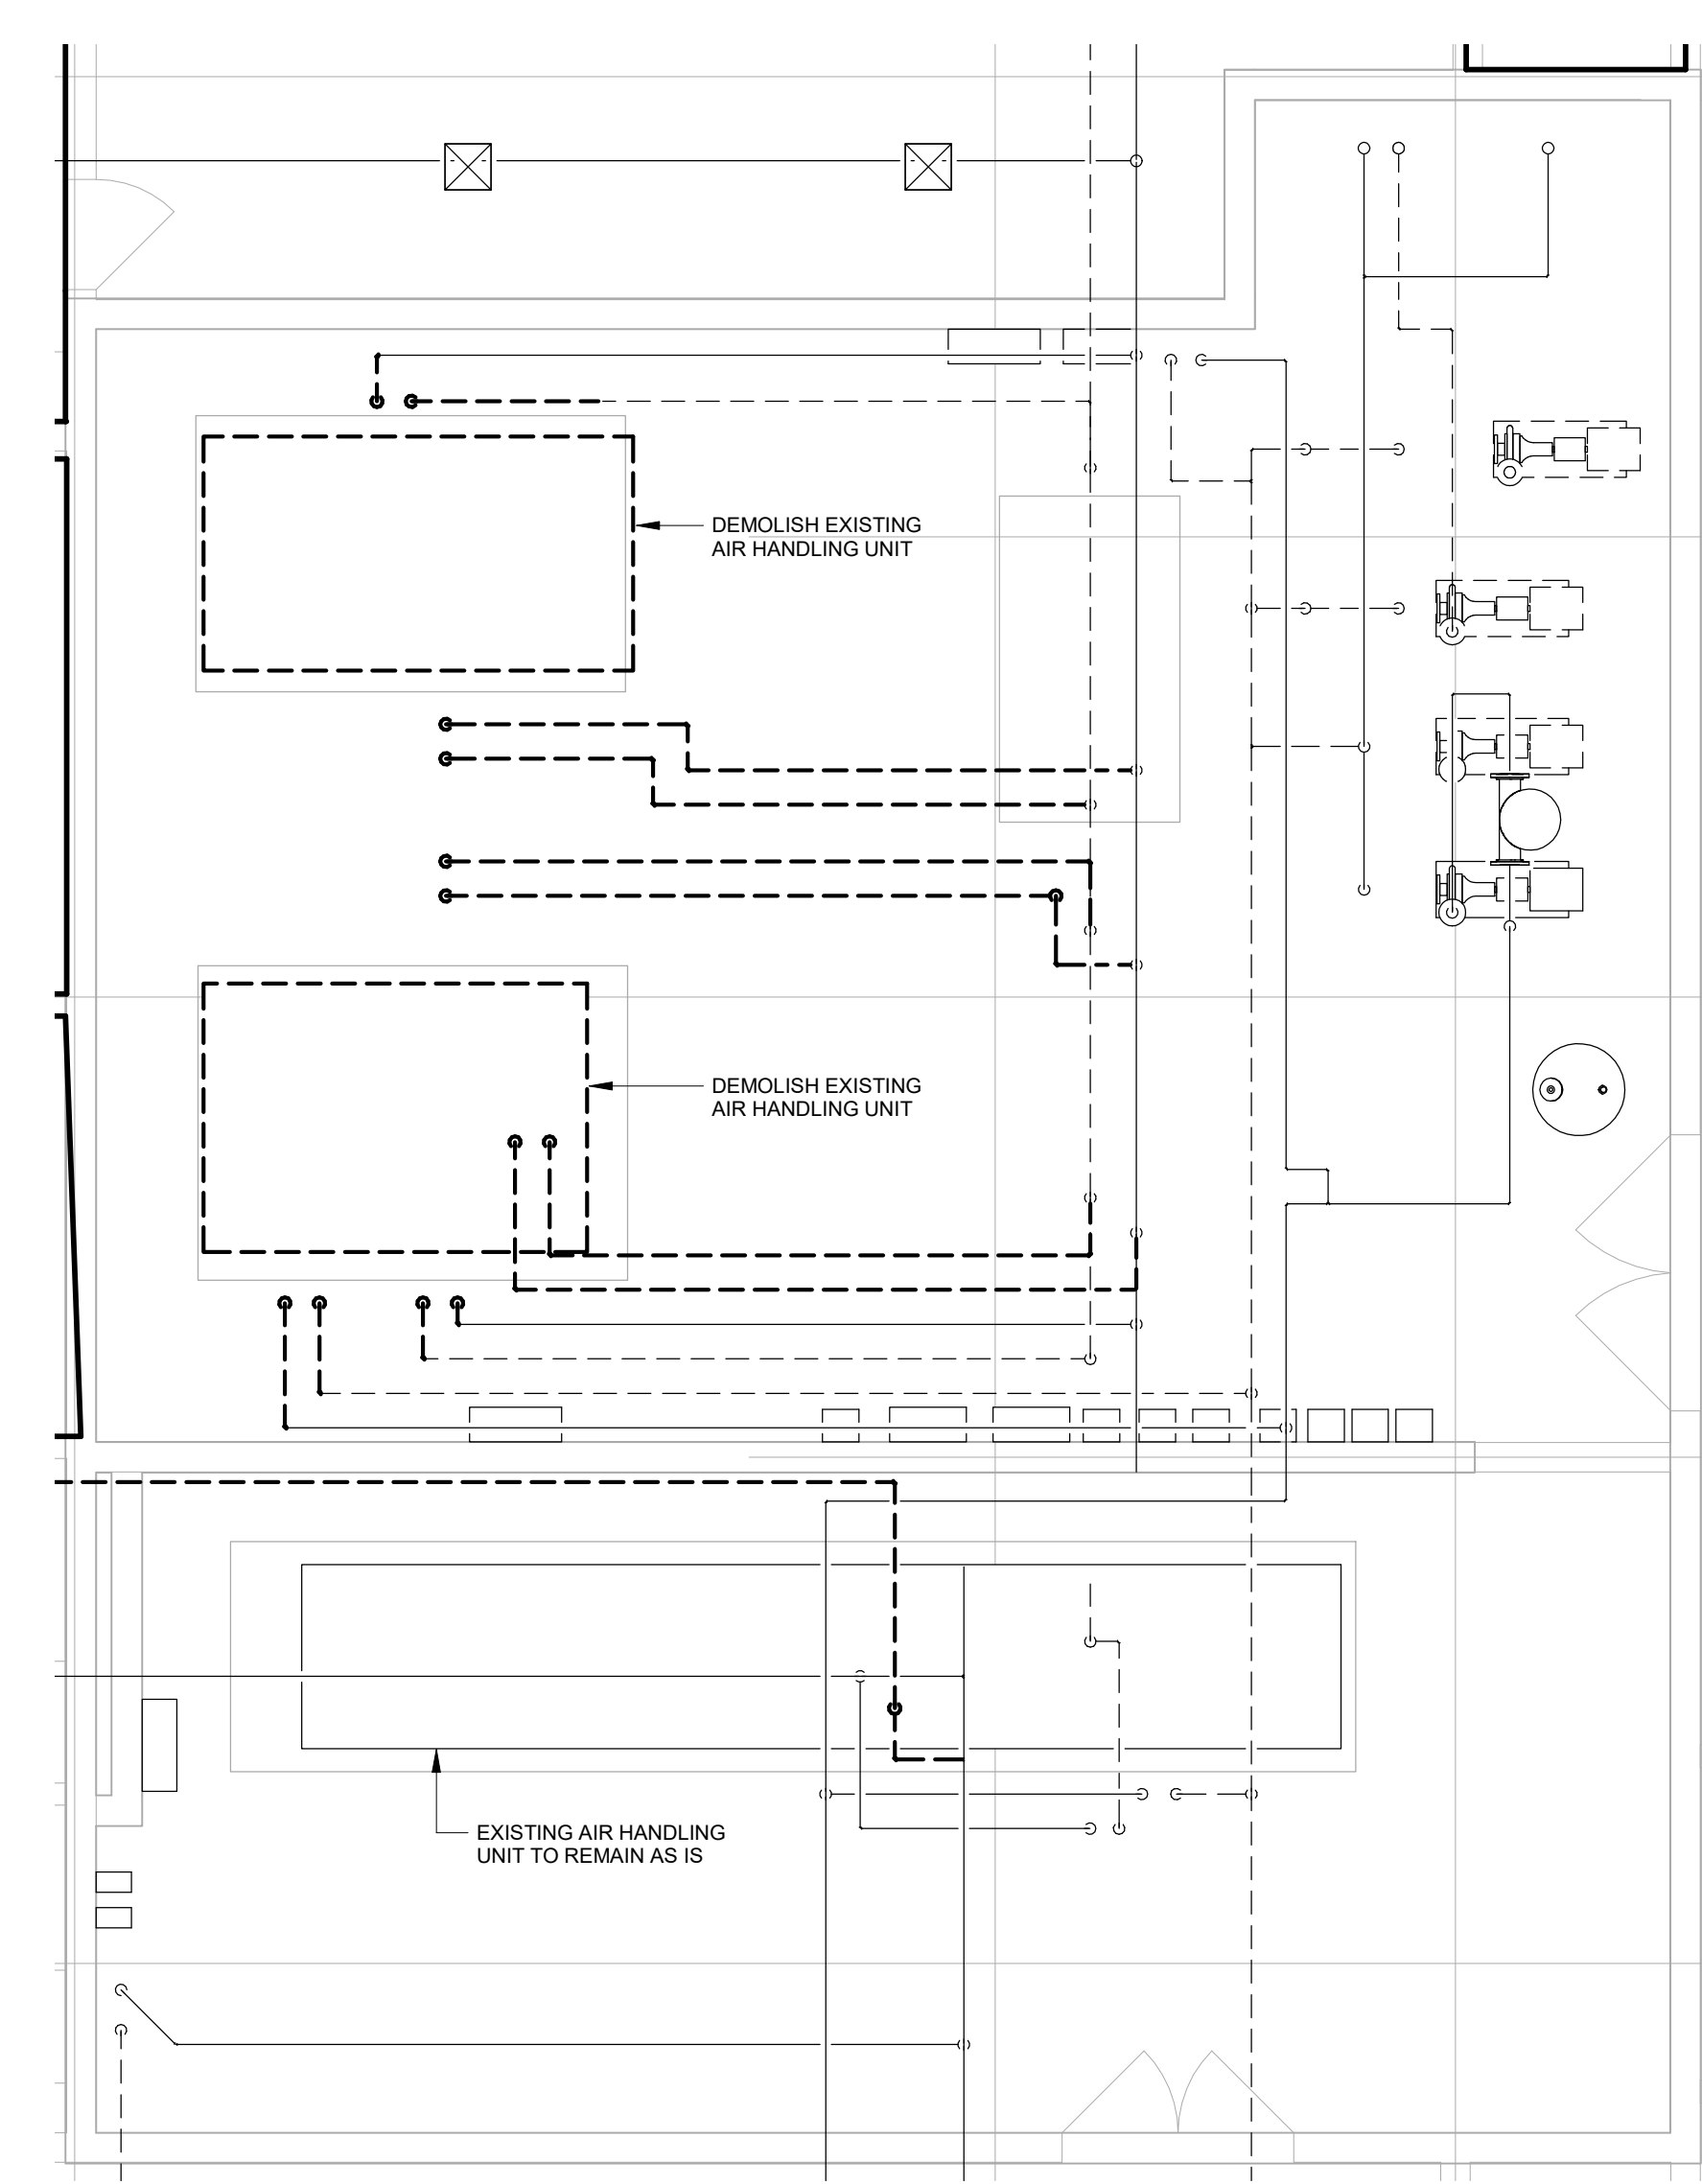 DEMOLISH EXISTING
AIR HANDLING UNIT
DEMOLISH EXISTING
AIR HANDLING UNIT
EXISTING AIR HANDLING
UNIT TO REMAIN AS IS